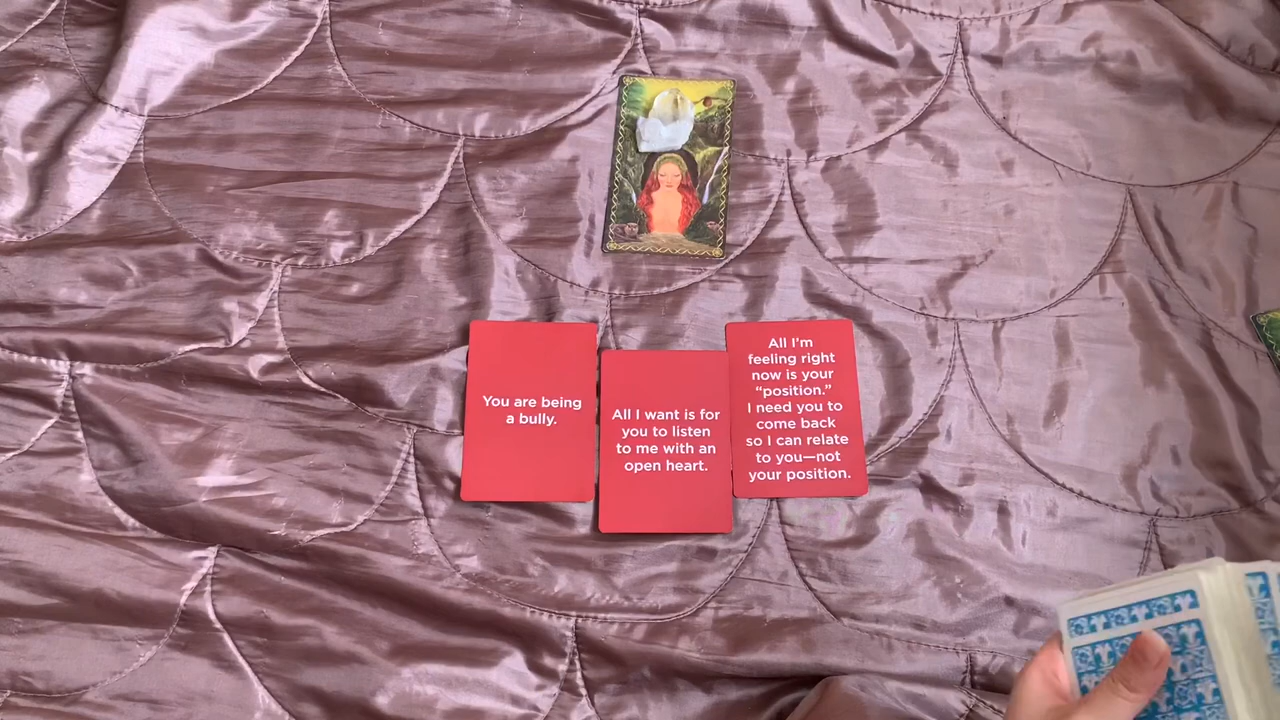 You are being
a bully.
All I want is for
you to listen
to me with an
open heart.
All I'm
feeling right
now is your
“position.”
I need you to
come back
so I can relate
to you—not
your position.